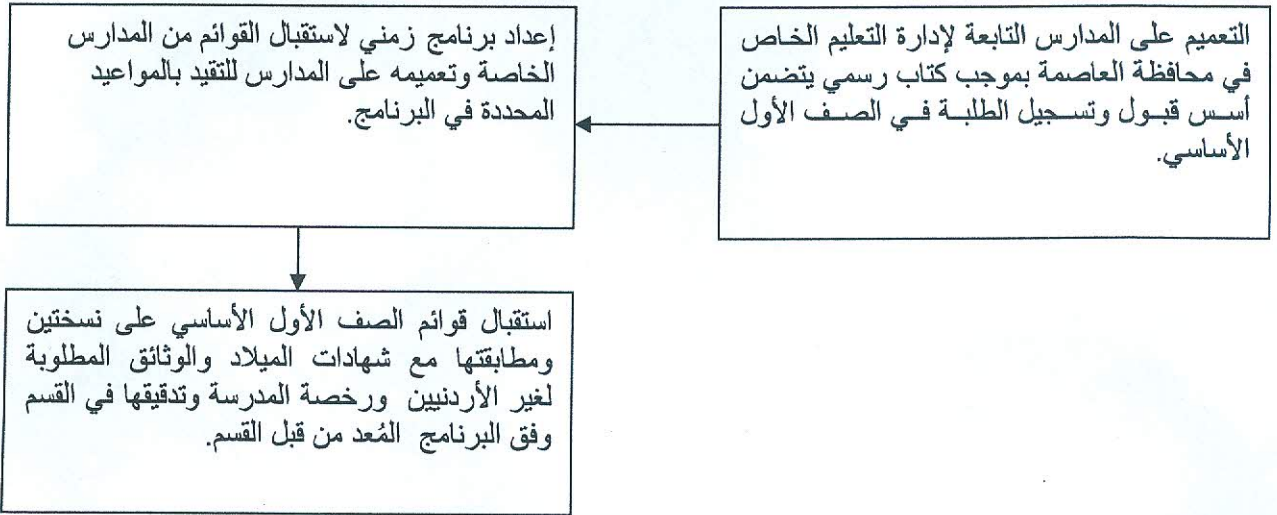 التعميم على المدارس التابعة لإدارة التعليم الخاص
في محافظة العاصمة بموجب كتاب رسمي يتضمن
أسس قبول وتسجيل الطلبة في الصف الأول
الأساسي.
إعداد برنامج زمني لاستقبال القوائم من المدارس
الخاصة وتعميمه على المدارس للتقيد بالمواعيد
المحددة في البرنامج.
استقبال قوائم الصف الأول الأساسي على نسختين
ومطابقتها مع شهادات الميلاد والوثائق المطلوبة
لغير الأردنيين ورخصة المدرسة وتدقيقها في القسم
وفق البرنامج المُعد من قبل القسم.